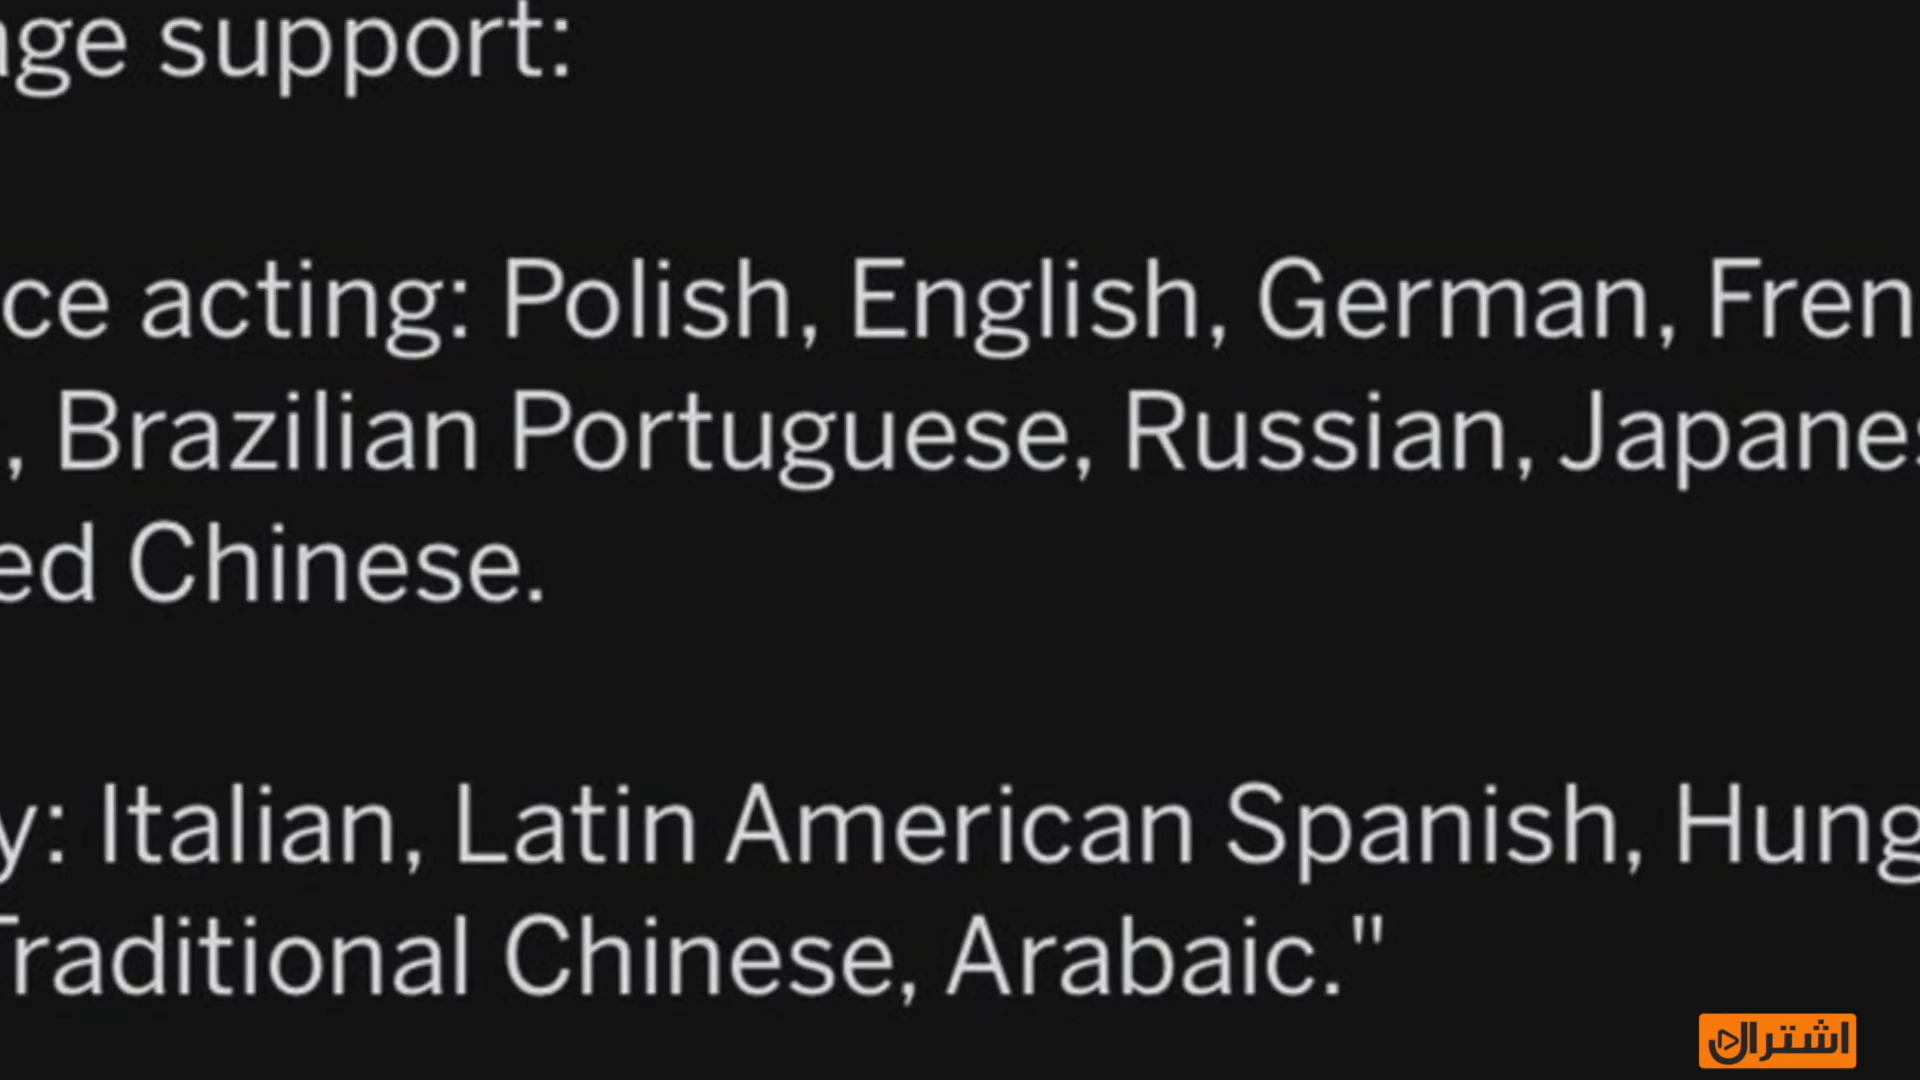 age support:
ce acting: Polish, English, German, Fren
, Brazilian Portuguese, Russian, Japanes
ed Chinese.
y: Italian, Latin American Spanish, Hung
Traditional Chinese, Arabaic."
اشتراك